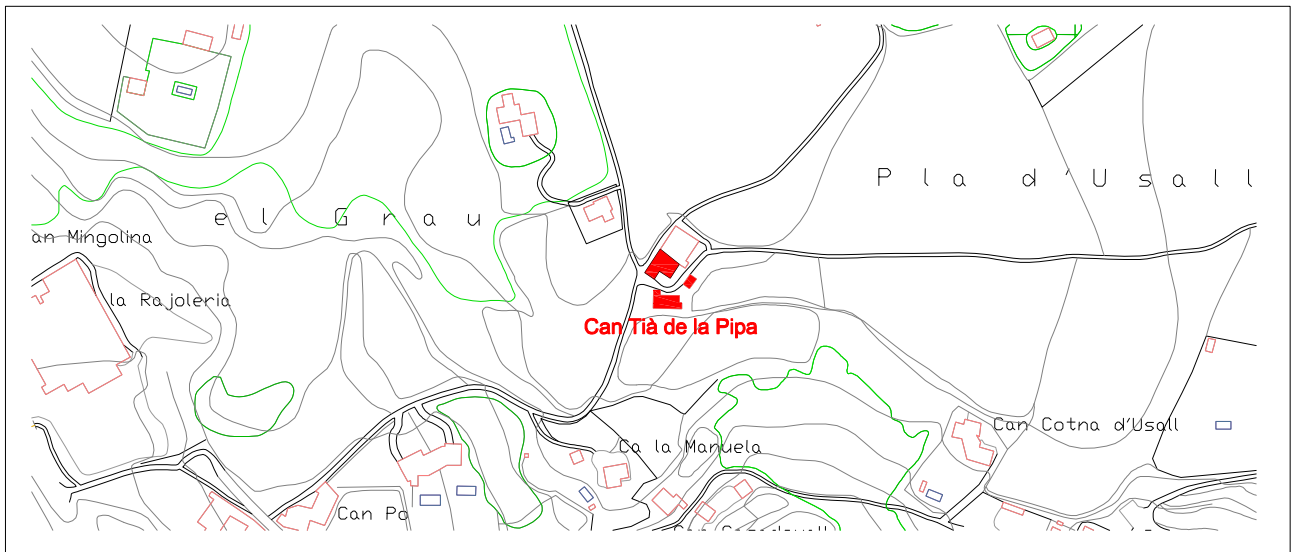 Pla d'Usall
el Grau
an Mingolina
la Rajoleria
Can Tià de la Pipa
Can Cotna d'Usall
Ca la Manuela
Can Po